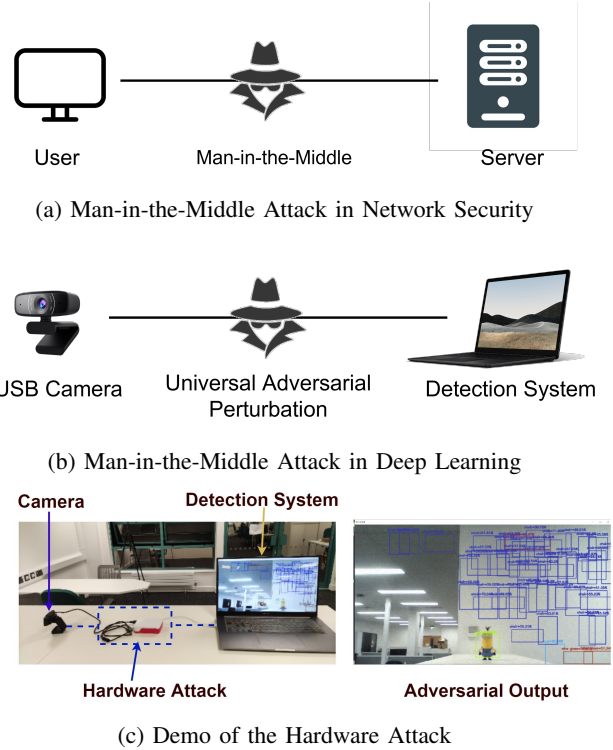 User
Man-in-the-Middle
Server
(a) Man-in-the-Middle Attack in Network Security
USB Camera
Universal Adversarial
Perturbation
Detection System
(b) Man-in-the-Middle Attack in Deep Learning
Camera
Detection System
Hardware Attack
Adversarial Output
(c) Demo of the Hardware Attack